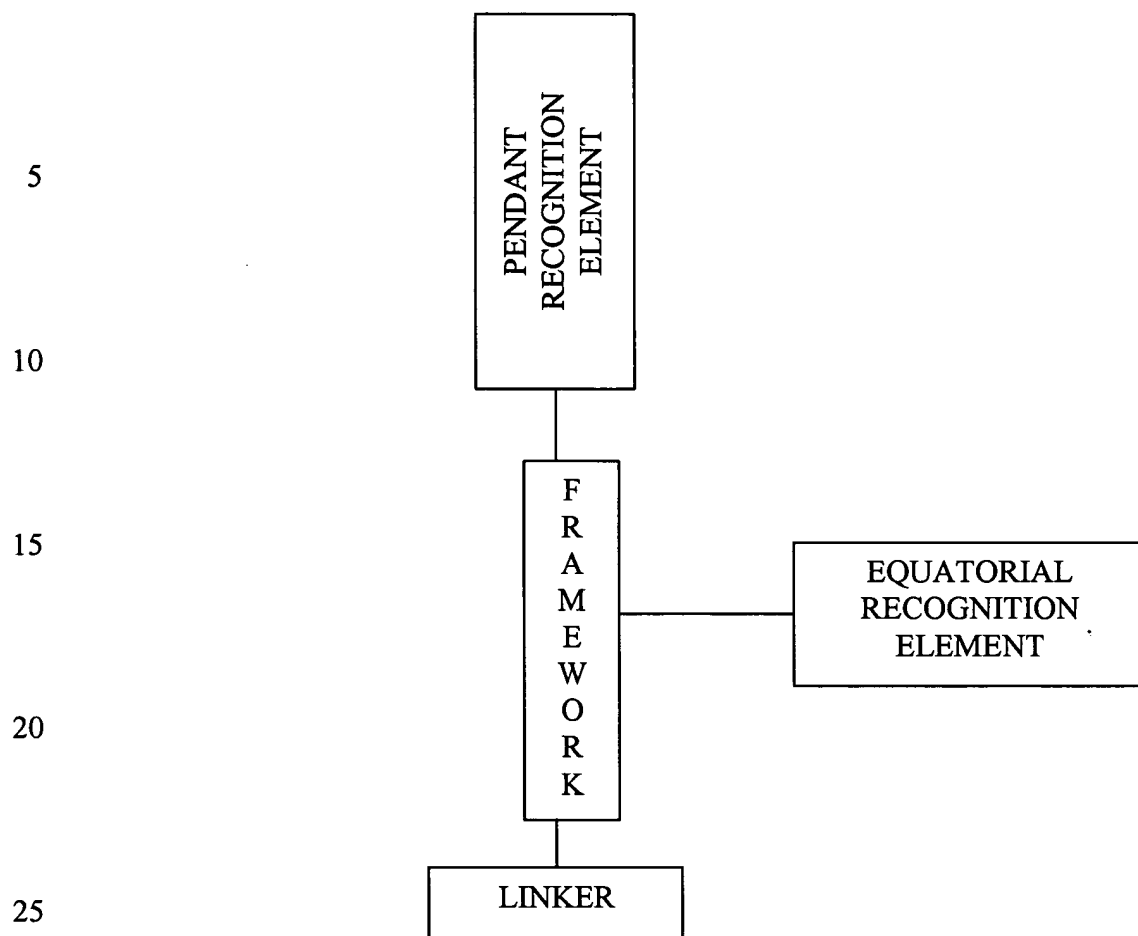 PENDANT
RECOGNITION
ELEMENT
5
10
F
R
A
M
E
W
O
R
K
15
EQUATORIAL
RECOGNITION
ELEMENT
20
LINKER
25